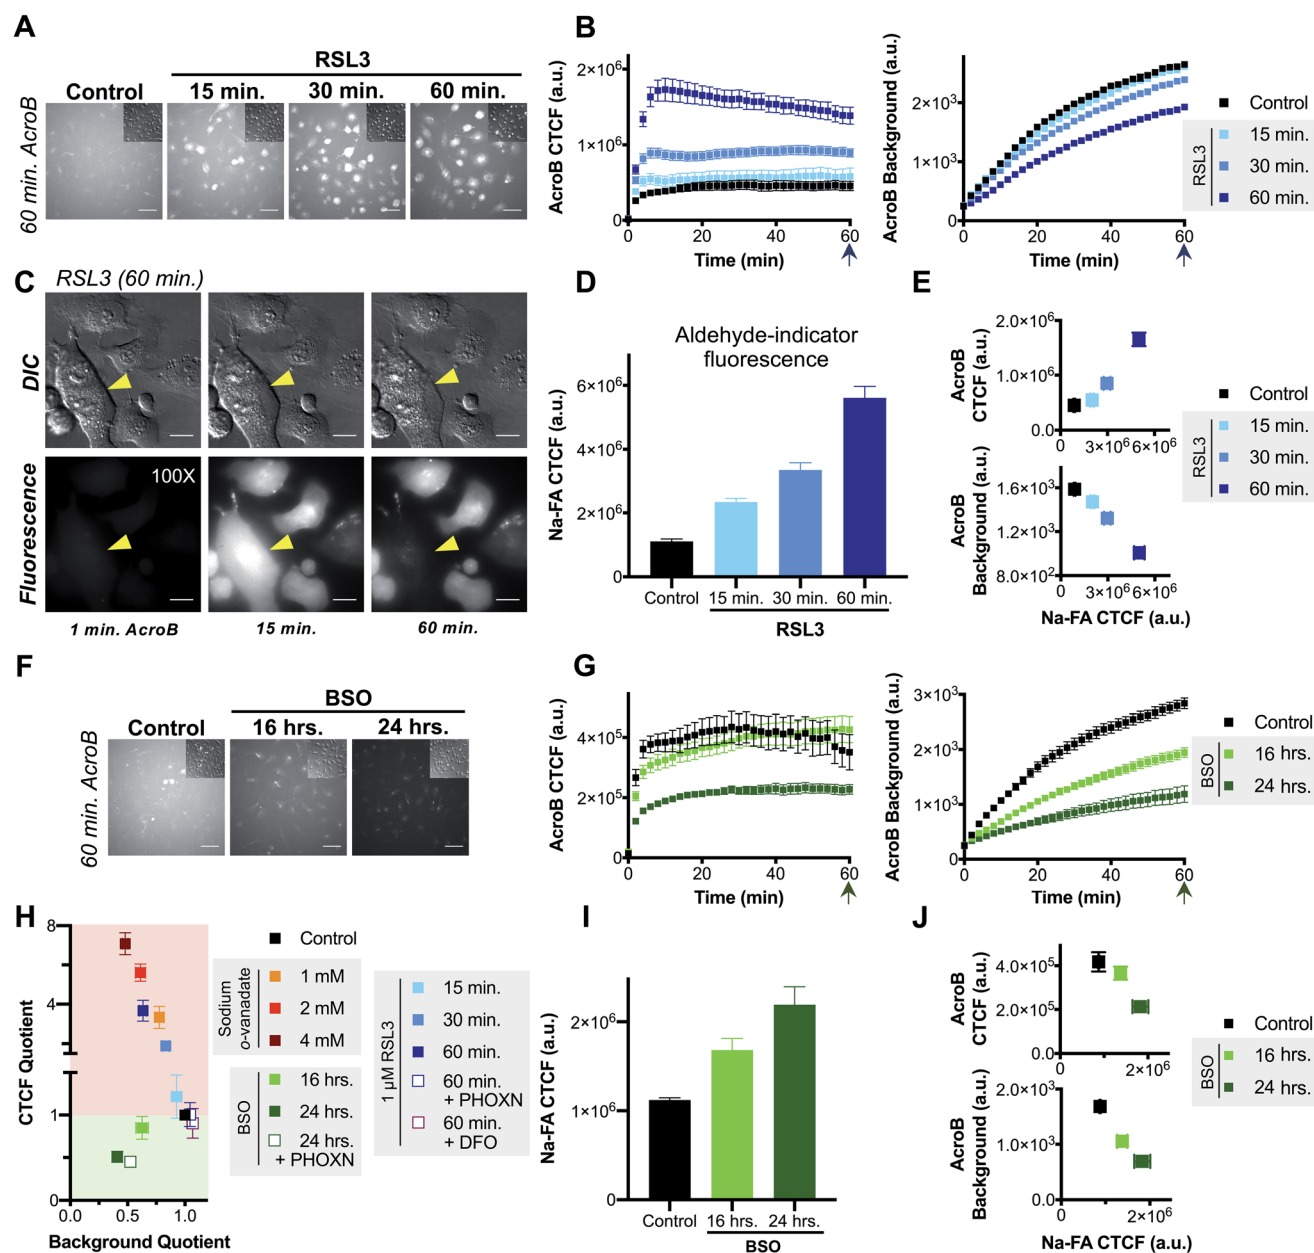 A
RSL3
Control
15 min.
30 min.
60 min.
60 min. AcroB
B
AcroB CTCF (a.u.)
2×10⁶
1×10⁶
0
0
20
40
60
Time (min)
AcroB Background (a.u.)
2×10³
1×10³
0
0
20
40
60
Time (min)
Control
RSL3
15 min.
30 min.
60 min.
C
RSL3 (60 min.)
DIC
Fluorescence
100X
1 min. AcroB
15 min.
60 min.
D
Aldehyde-indicator
fluorescence
Na-FA CTCF (a.u.)
6×10⁶
4×10⁶
2×10⁶
0
Control
15 min.
30 min.
60 min.
RSL3
E
AcroB
CTCF (a.u.)
2.0×10⁶
1.0×10⁶
0.0
0
3×10⁶
6×10⁶
AcroB
Background (a.u.)
1.6×10³
1.2×10³
8.0×10²
0
3×10⁶
6×10⁶
Na-FA CTCF (a.u.)
Control
RSL3
15 min.
30 min.
60 min.
F
BSO
Control
16 hrs.
24 hrs.
60 min. AcroB
G
AcroB CTCF (a.u.)
4×10⁵
2×10⁵
0
0
20
40
60
Time (min)
AcroB Background (a.u.)
3×10³
2×10³
1×10³
0
0
20
40
60
Time (min)
Control
BSO
16 hrs.
24 hrs.
H
CTCF Quotient
8
4
1
0
0.0
0.5
1.0
Background Quotient
Control
Sodium
o-vanadate
1 mM
2 mM
4 mM
BSO
16 hrs.
24 hrs.
24 hrs.
+ PHOXN
1 µM RSL3
15 min.
30 min.
60 min.
60 min.
+ PHOXN
60 min.
+ DFO
I
Na-FA CTCF (a.u.)
2×10⁶
1×10⁶
0
Control
16 hrs.
24 hrs.
BSO
J
AcroB
CTCF (a.u.)
4.0×10⁵
2.0×10⁵
0.0
0
2×10⁶
AcroB
Background (a.u.)
2.0×10³
1.0×10³
0.0
0
2×10⁶
Na-FA CTCF (a.u.)
Control
BSO
16 hrs.
24 hrs.